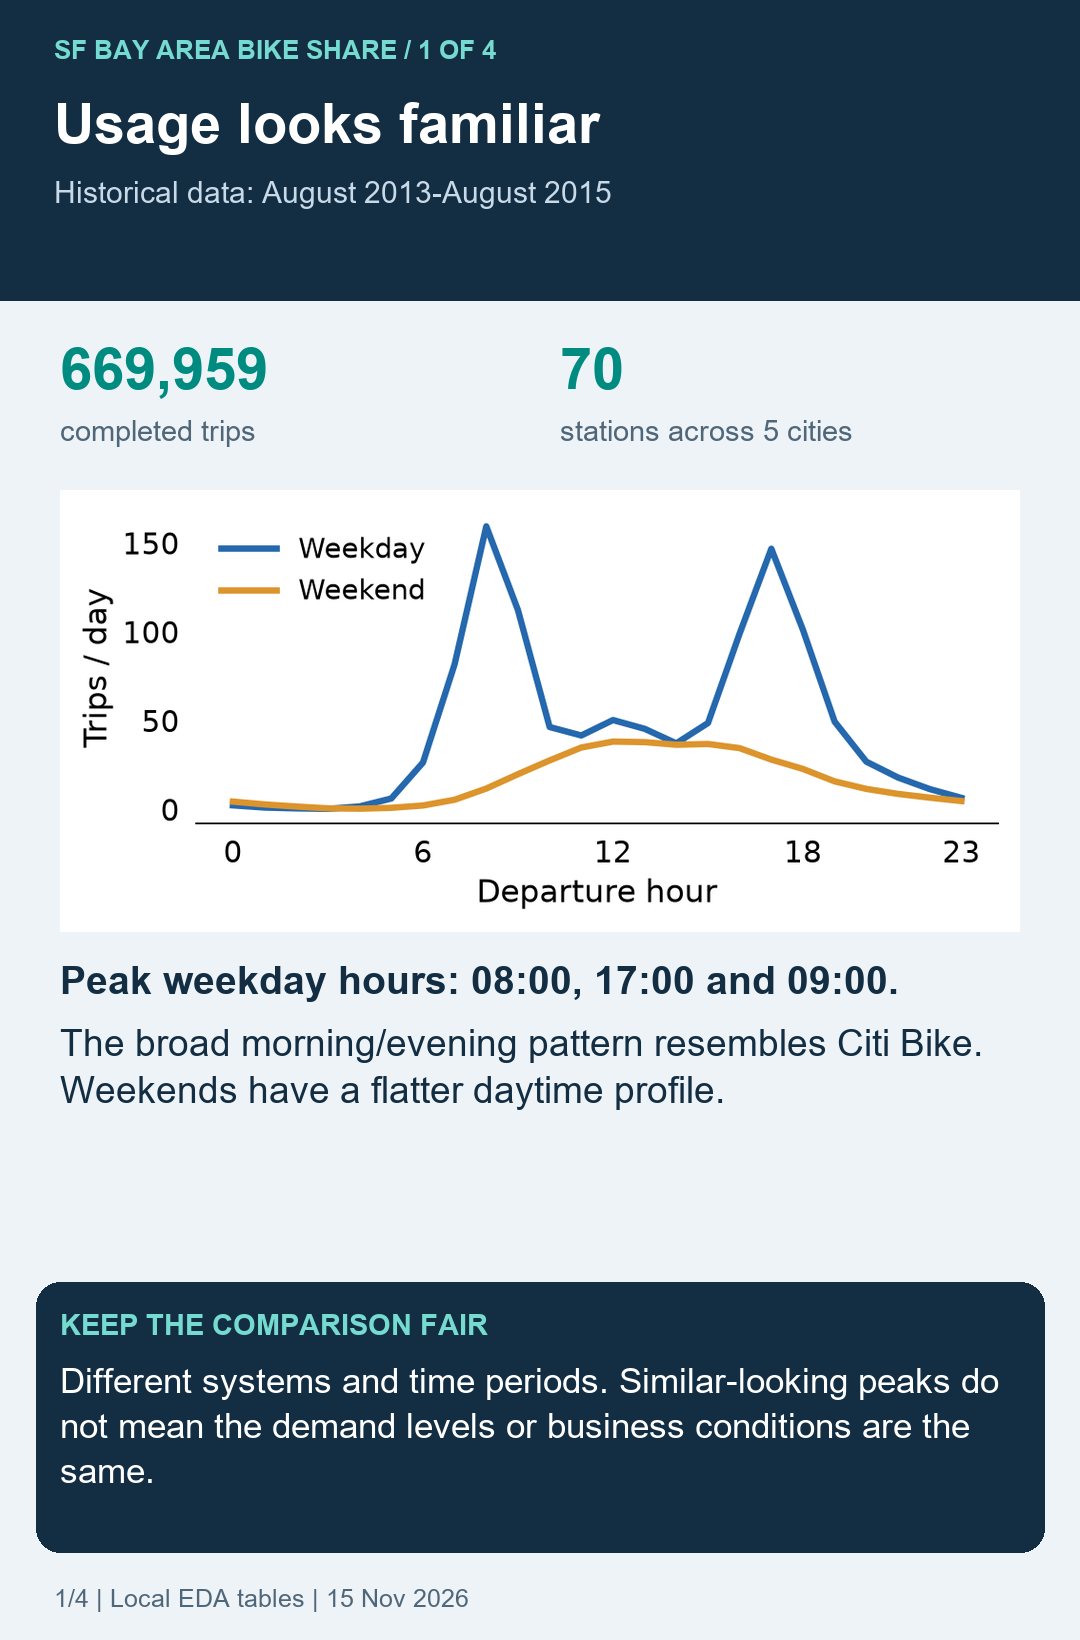 SF BAY AREA BIKE SHARE / 1 OF 4
Usage looks familiar
Historical data: August 2013-August 2015
669,959
completed trips
70
stations across 5 cities
Weekday
Weekend
Trips / day
150
100
50
0
0 6 12 18 23
Departure hour
Peak weekday hours: 08:00, 17:00 and 09:00.
The broad morning/evening pattern resembles Citi Bike.
Weekends have a flatter daytime profile.
KEEP THE COMPARISON FAIR
Different systems and time periods. Similar-looking peaks do
not mean the demand levels or business conditions are the
same.
1/4 | Local EDA tables | 15 Nov 2026